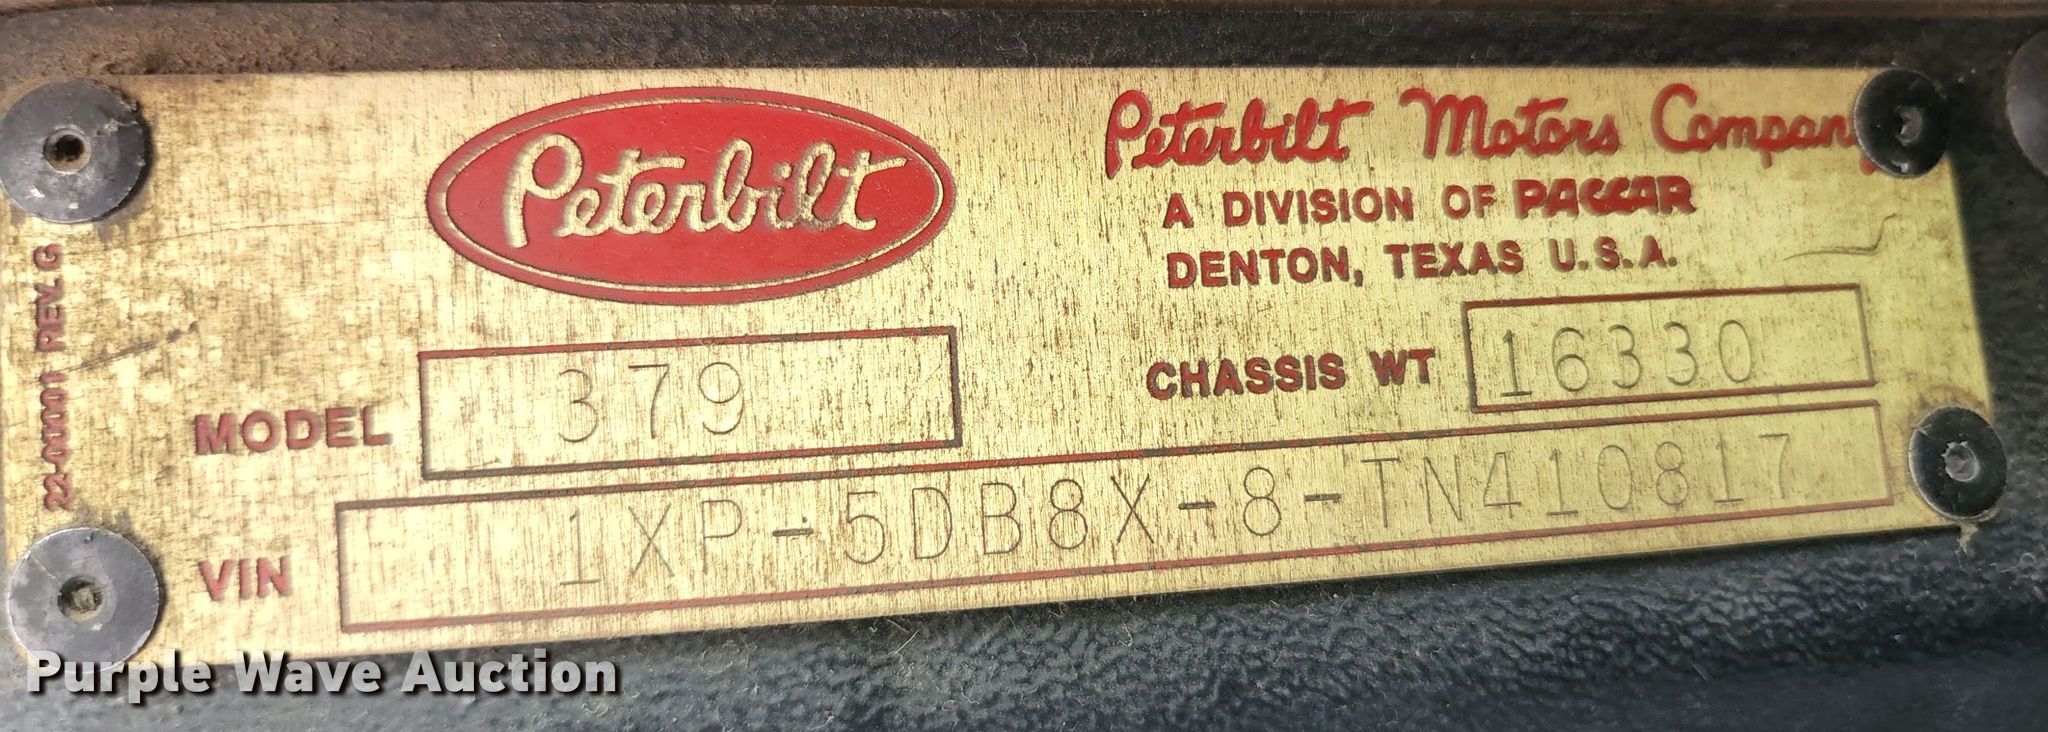 Peterbilt
Peterbilt Motors Company
A DIVISION OF PACCAR
DENTON, TEXAS U.S.A.
22-00001 REV. G
MODEL 379
CHASSIS WT 16330
VIN 1XP-5DB8X-8-TN410817
Purple Wave Auction